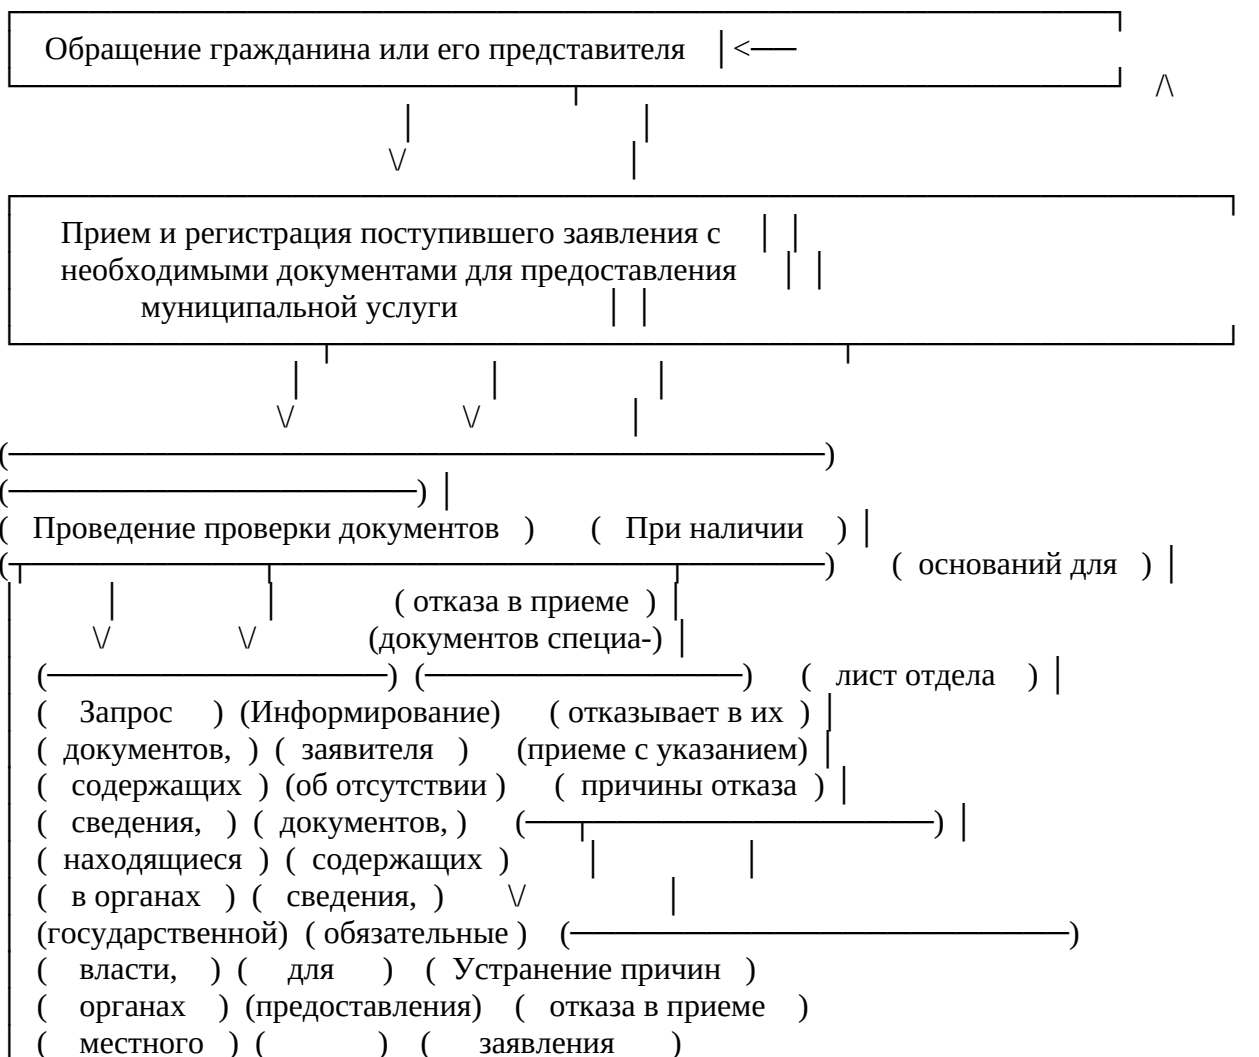 Обращение гражданина или его представителя │<──
/\
│ │
\/ │
Прием и регистрация поступившего заявления с │ │
необходимыми документами для предоставления │ │
муниципальной услуги │ │
│ │ │
\/ \/ │
(────────────────────────────────────)
(──────────────────) │
( Проведение проверки документов ) ( При наличии ) │
(┬──────────┬─────────────────┬──────) ( оснований для ) │
│ │ │ ( отказа в приеме ) │
│ \/ \/ (документов специа-) │
│ (───────────────) (──────────────) ( лист отдела ) │
│ ( Запрос ) (Информирование) ( отказывает в их ) │
│ ( документов, ) ( заявителя ) (приеме с указанием) │
│ ( содержащих ) (об отсутствии ) ( причины отказа ) │
│ ( сведения, ) ( документов, ) (──┬───────────────) │
│ ( находящиеся ) ( содержащих ) │ │
│ ( в органах ) ( сведения, ) \/ │
│ (государственной) ( обязательные ) (──────────────────────)
│ ( власти, ) ( для ) ( Устранение причин )
│ ( органах ) (предоставления) ( отказа в приеме )
│ ( местного ) ( ) ( заявления )